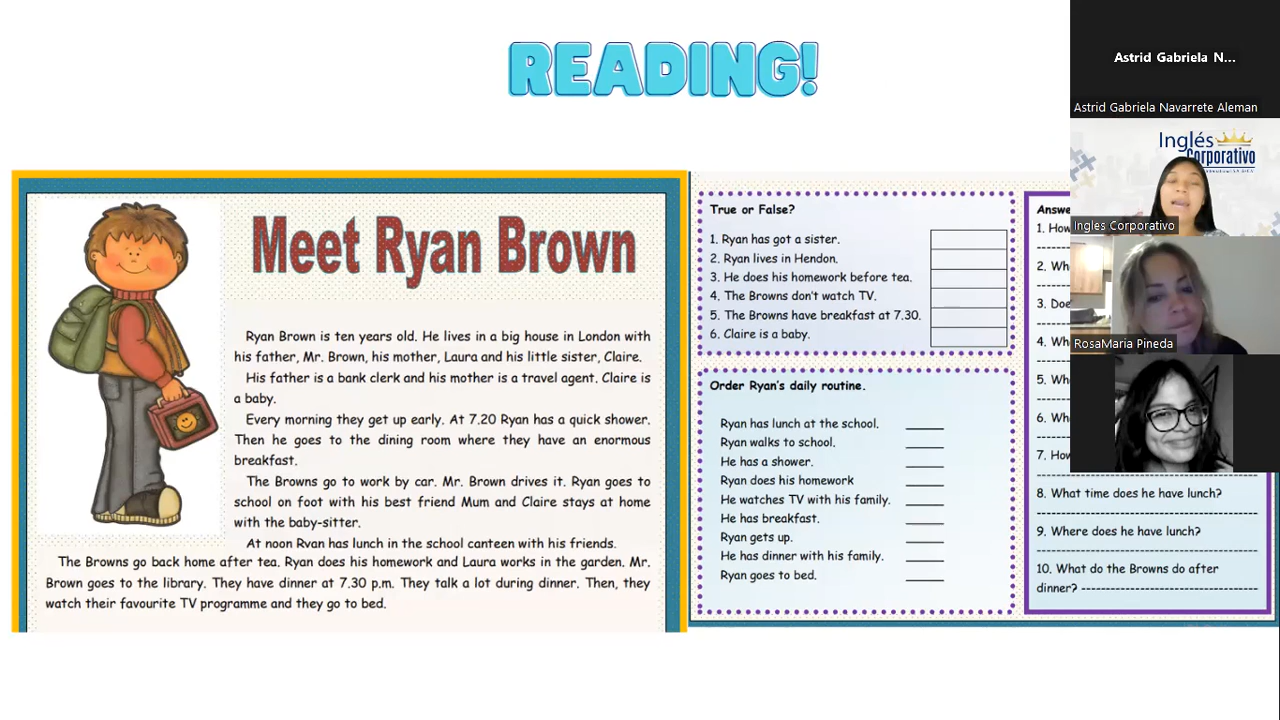 READING!
Meet Ryan Brown
Ryan Brown is ten years old. He lives in a big house in London with
his father, Mr. Brown, his mother, Laura and his little sister, Claire.
His father is a bank clerk and his mother is a travel agent. Claire is
a baby.
Every morning they get up early. At 7.20 Ryan has a quick shower.
Then he goes to the dining room where they have an enormous
breakfast.
The Browns go to work by car. Mr. Brown drives it. Ryan goes to
school on foot with his best friend Mum and Claire stays at home
with the baby-sitter.
At noon Ryan has lunch in the school canteen with his friends.
The Browns go back home after tea. Ryan does his homework and Laura works in the garden. Mr.
Brown goes to the library. They have dinner at 7.30 p.m. They talk a lot during dinner. Then, they
watch their favourite TV programme and they go to bed.
True or False?
1. Ryan has got a sister.
2. Ryan lives in Hendon.
3. He does his homework before tea.
4. The Browns don't watch TV.
5. The Browns have breakfast at 7.30.
6. Claire is a baby.
Order Ryan's daily routine.
Ryan has lunch at the school.
Ryan walks to school.
He has a shower.
Ryan does his homework
He watches TV with his family.
He has breakfast.
Ryan gets up.
He has dinner with his family.
Ryan goes to bed.
Answe
1. How
2. Wh
3. Doe
4. Wh
5. Wh
6. Wh
7. How
8. What time does he have lunch?
9. Where does he have lunch?
10. What do the Browns do after
dinner?
Astrid Gabriela N...
Astrid Gabriela Navarrete Aleman
Inglés
Corporativo
Ingles Corporativo
RosaMaria Pineda